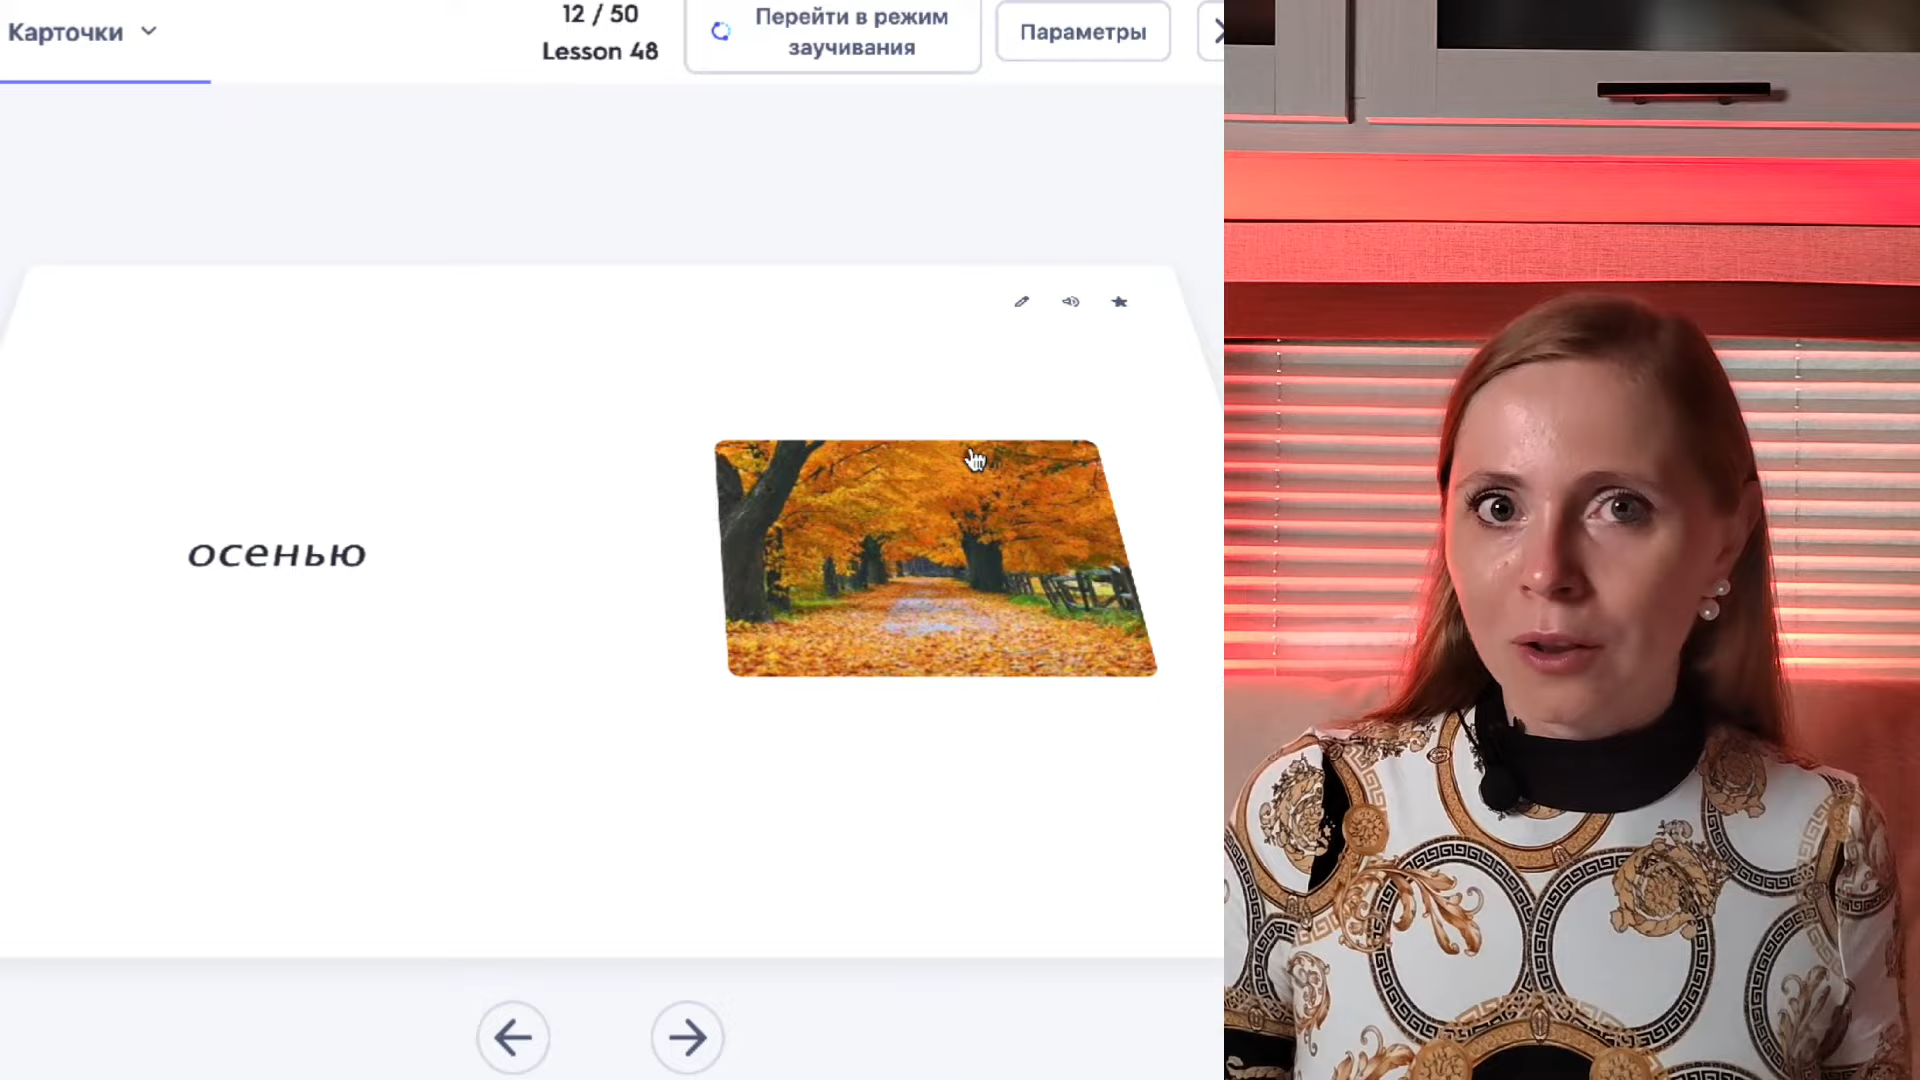 Карточки
12 / 50
Lesson 48
Перейти в режим
заучивания
Параметры
осенью